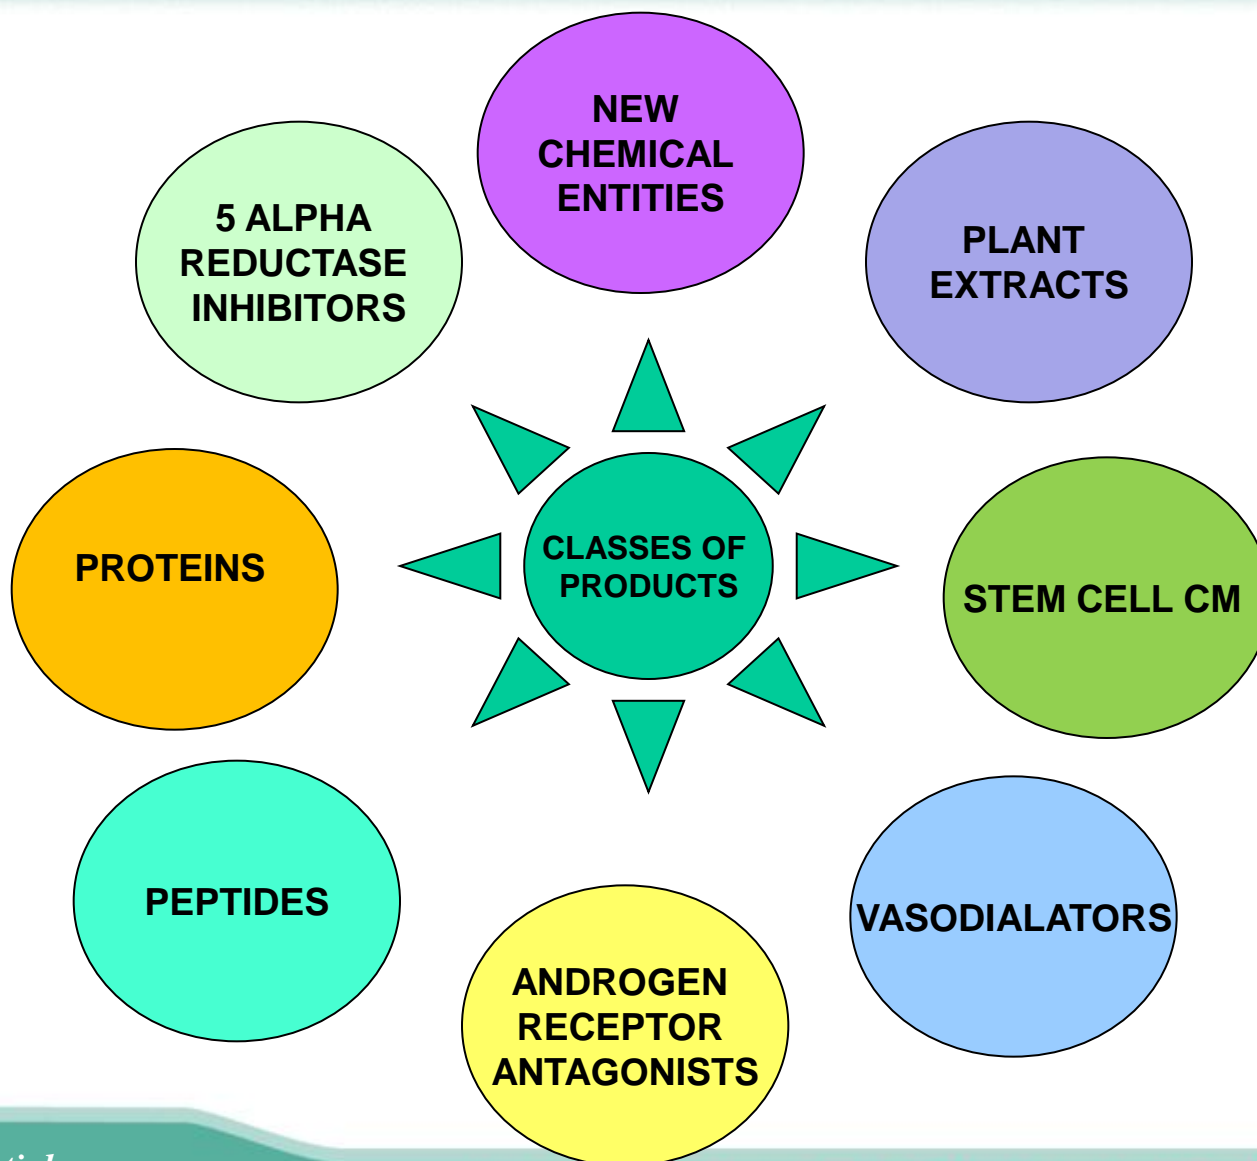 NEW
CHEMICAL
ENTITIES
5 ALPHA
REDUCTASE
INHIBITORS
PLANT
EXTRACTS
PROTEINS
CLASSES OF
PRODUCTS
STEM CELL CM
PEPTIDES
VASODIALATORS
ANDROGEN
RECEPTOR
ANTAGONISTS